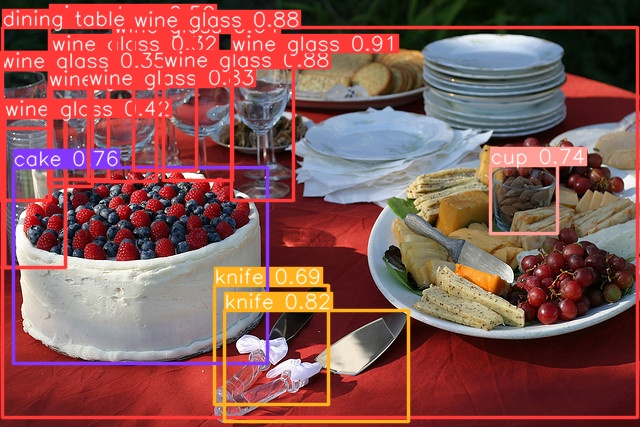 dining table wine glass 0.88
wine glass 0.32 wine glass 0.91
wine glass 0.35 0.88
wine wine glass 0.83
wine glass 0.42
cake 0.76
cup 0.74
knife 0.69
knife 0.82